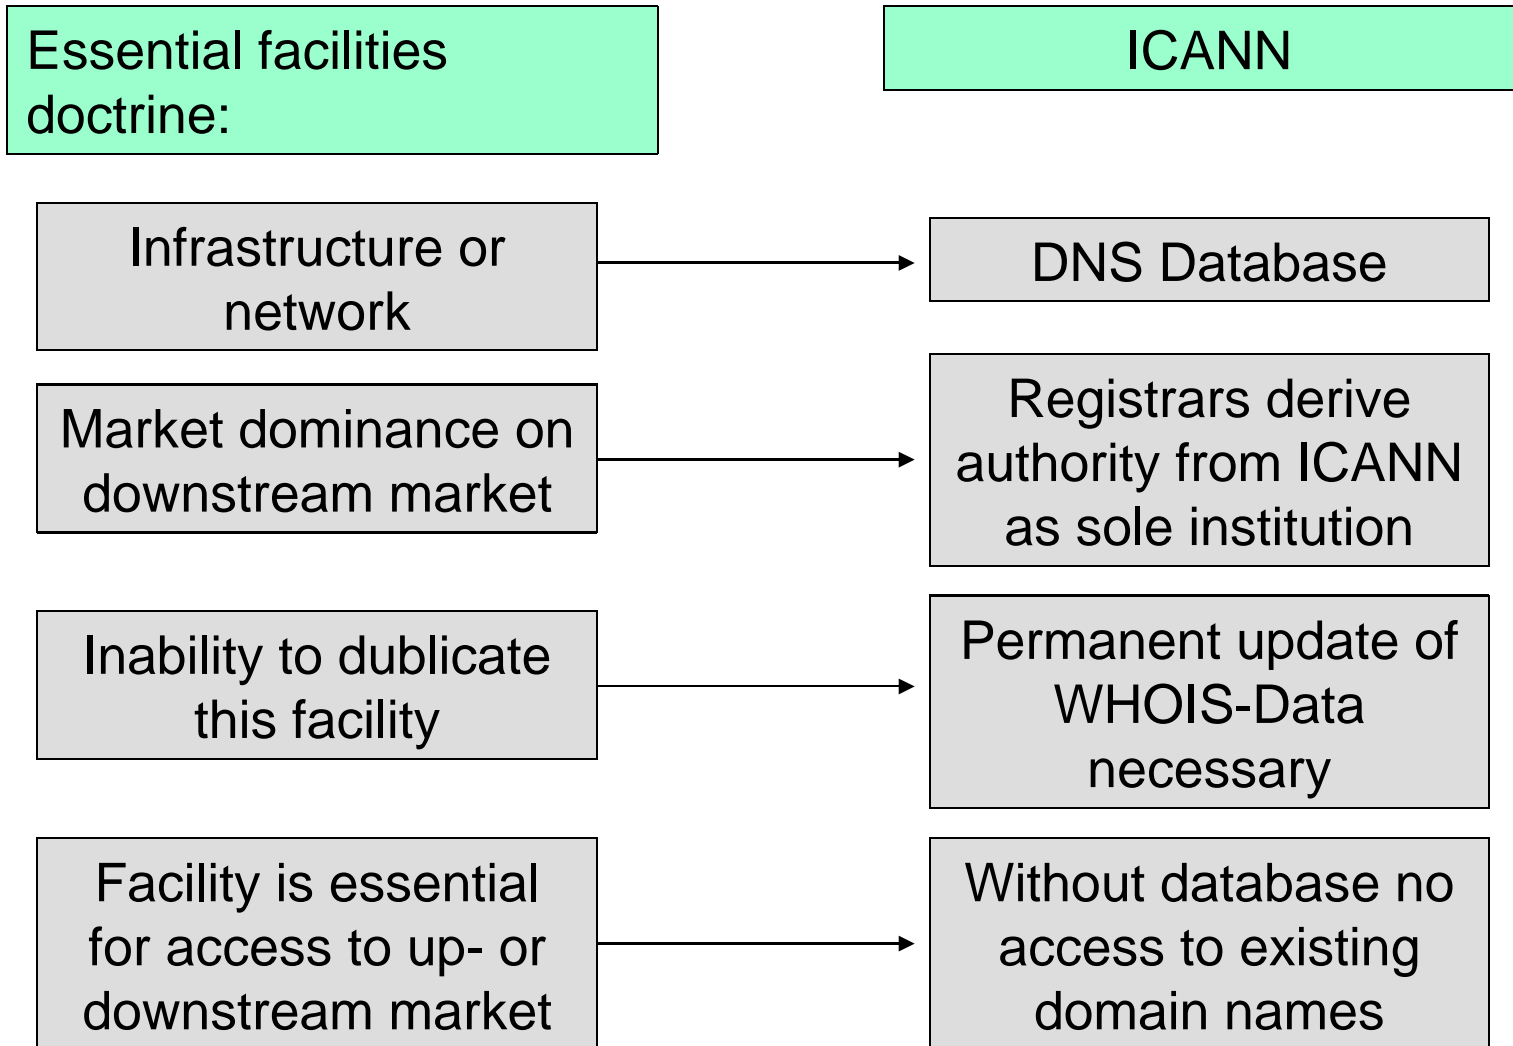 Essential facilities
doctrine:
ICANN
Infrastructure or
network
DNS Database
Market dominance on
downstream market
Registrars derive
authority from ICANN
as sole institution
Inability to dublicate
this facility
Permanent update of
WHOIS-Data
necessary
Facility is essential
for access to up- or
downstream market
Without database no
access to existing
domain names